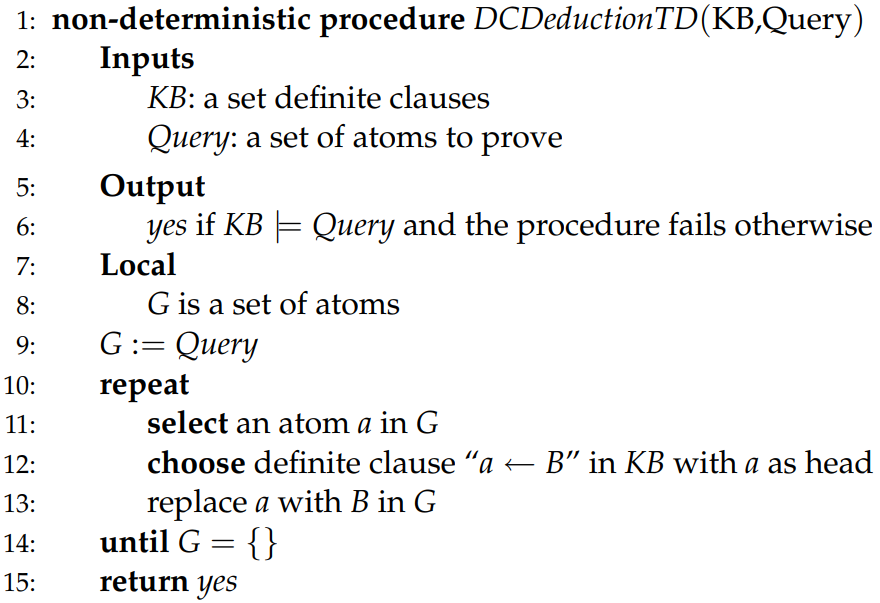 1: non-deterministic procedure DCDeductionTD(KB,Query)
2: Inputs
3: KB: a set definite clauses
4: Query: a set of atoms to prove
5: Output
6: yes if KB ⊨ Query and the procedure fails otherwise
7: Local
8: G is a set of atoms
9: G := Query
10: repeat
11: select an atom a in G
12: choose definite clause “a ← B” in KB with a as head
13: replace a with B in G
14: until G = {}
15: return yes